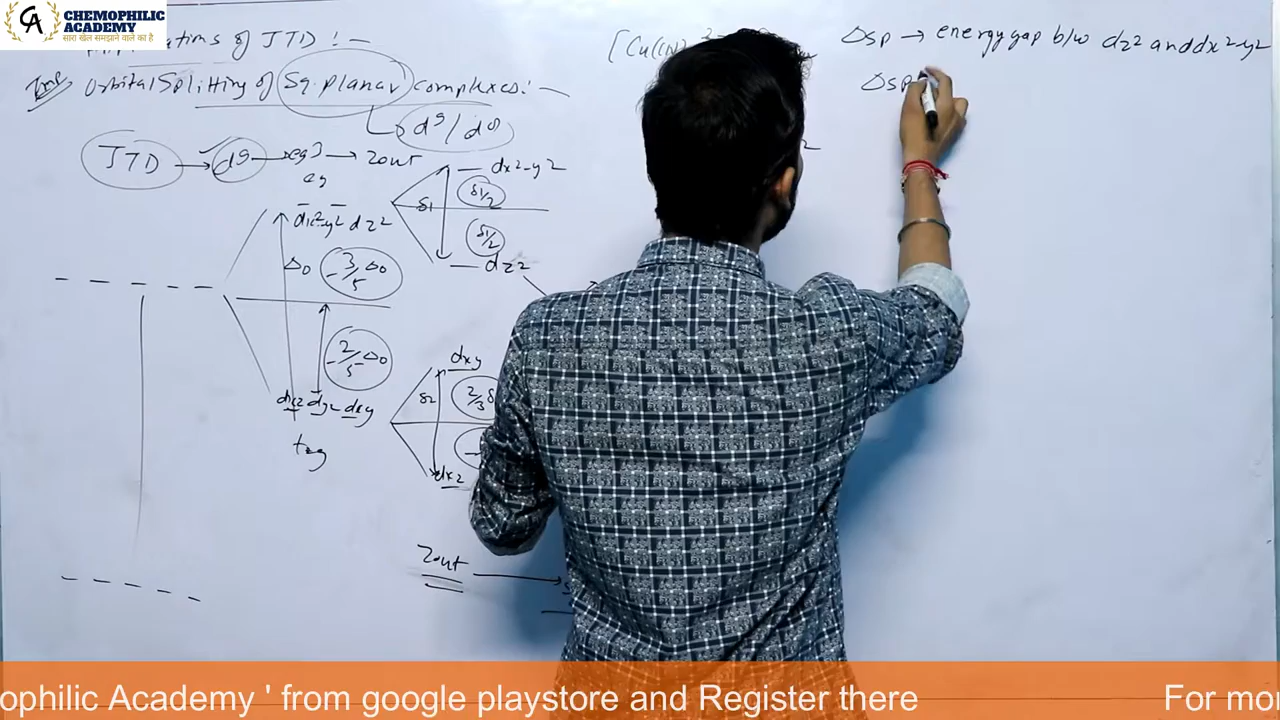 CHEMOPHILIC
ACADEMY
सारा खेल समझाने वाले का है
of JTD :-
Orbital Splitting of Sq. planar complexes :-
d9/d8
JTD → d9 → eg3 → Zout
eg
dx2-y2 dz2
Δo
3/5 Δo
-2/5 Δo
dxz dyz dxy
t2g
dx2-y2
δ1
δ1/2
δ1/2
dz2
dxy
δ2
2/3 δ
dxz
Zout →
Δsp → energy gap b/w dz2 and dx2-y2
Δsp
ophilic Academy ' from google playstore and Register there
For mor